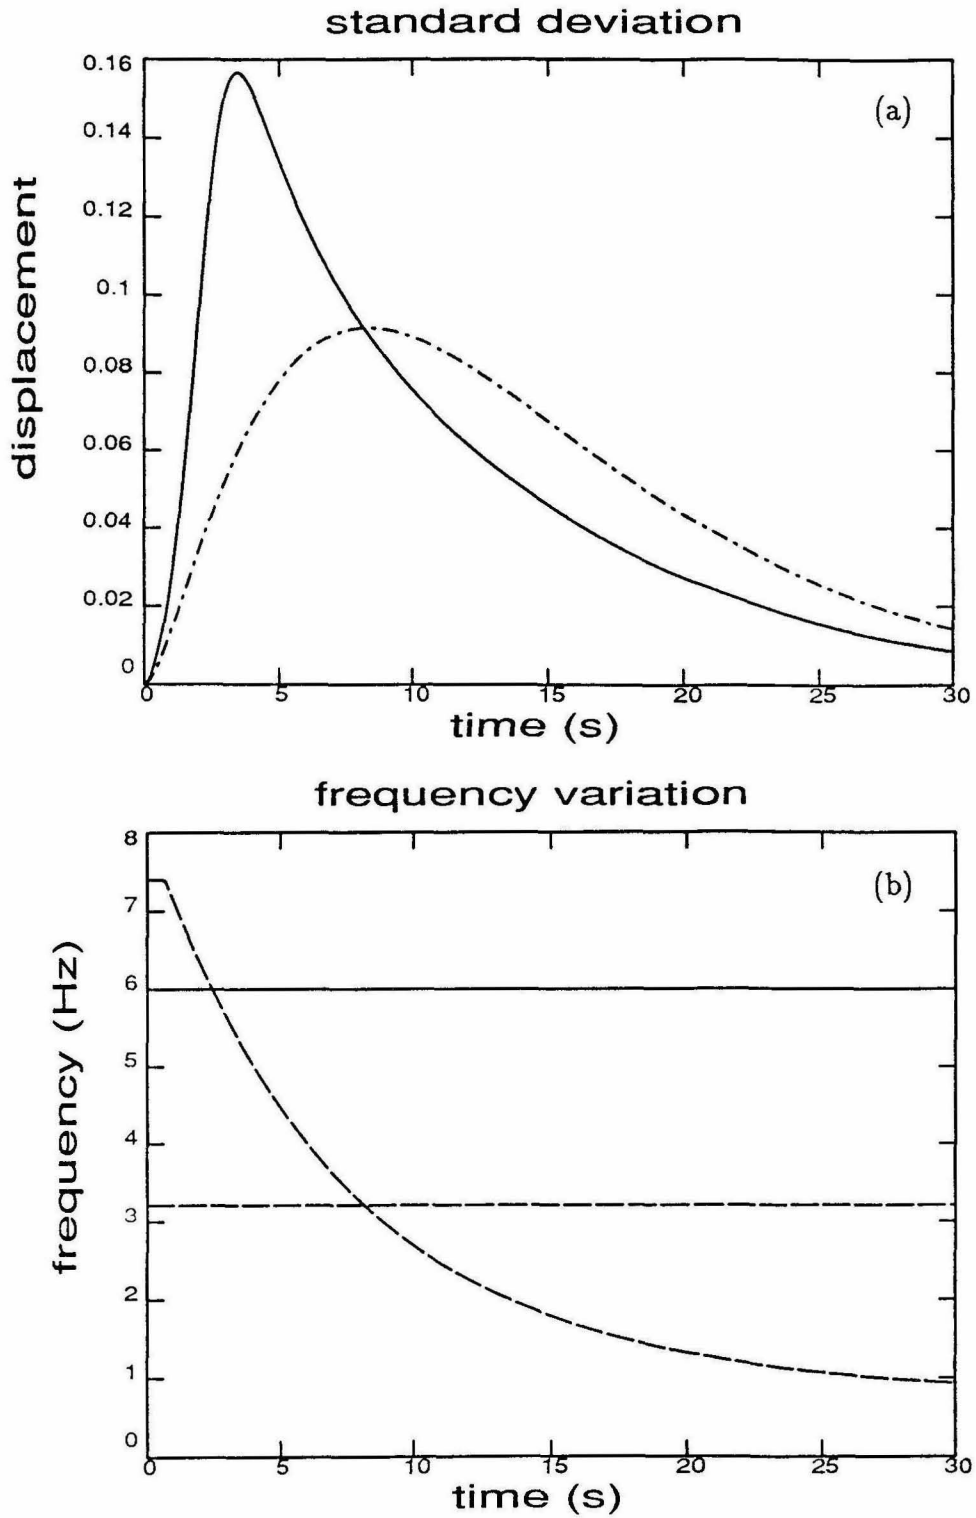 standard deviation
(a)
0.16
0.14
0.12
0.1
0.08
0.06
0.04
0.02
0
displacement
0 5 10 15 20 25 30
time (s)
frequency variation
(b)
8
7
6
5
4
3
2
1
0
frequency (Hz)
0 5 10 15 20 25 30
time (s)